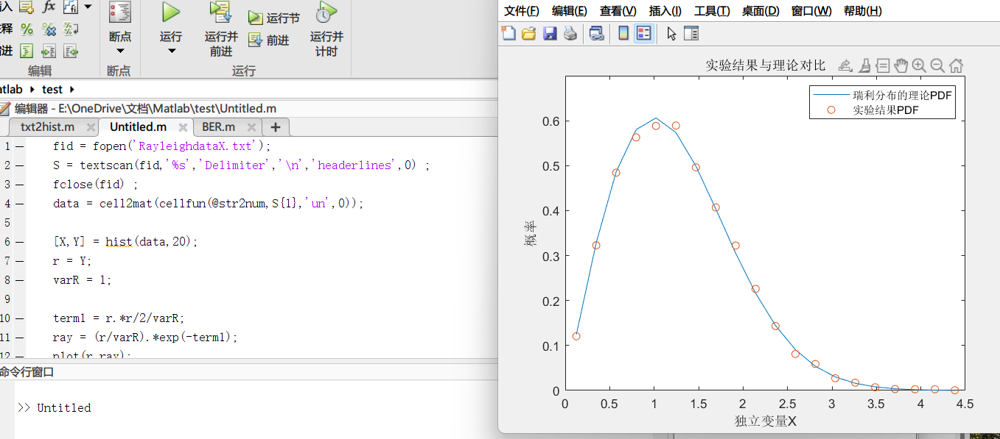 fx
断点
运行
运行并
前进
运行节
前进
运行并
计时
编辑
断点
运行
atlab
test
编辑器 - E:\OneDrive\文档\Matlab\test\Untitled.m
txt2hist.m
Untitled.m
BER.m
1 fid = fopen('RayleighdataX.txt');
2 S = textscan(fid,'%s','Delimiter','\n','headerlines',0) ;
3 fclose(fid) ;
4 data = cell2mat(cellfun(@str2num,S{1},'un',0));
5
6 [X,Y] = hist(data,20);
7 r = Y;
8 varR = 1;
9
10 term1 = r.*r/2/varR;
11 ray = (r/varR).*exp(-term1);
12 plot(r,ray);
命令行窗口
>> Untitled
文件(F) 编辑(E) 查看(V) 插入(I) 工具(T) 桌面(D) 窗口(W) 帮助(H)
实验结果与理论对比
瑞利分布的理论PDF
实验结果PDF
概率
0.6
0.5
0.4
0.3
0.2
0.1
0
0 0.5 1 1.5 2 2.5 3 3.5 4 4.5
独立变量X